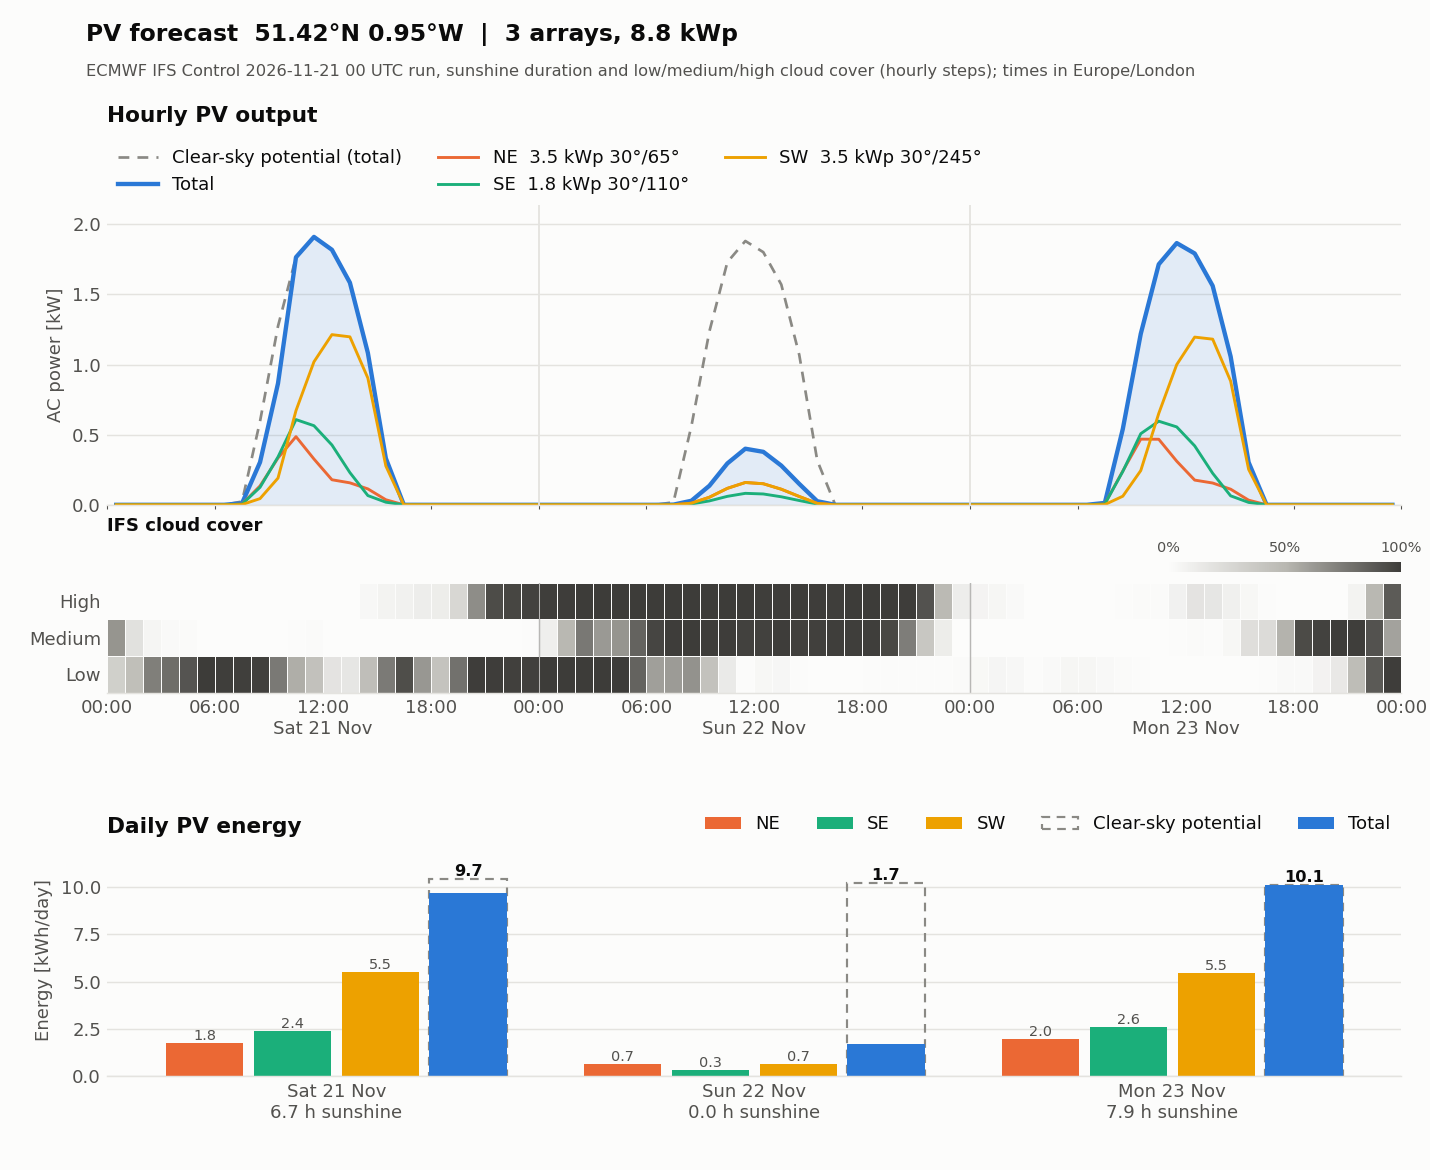 PV forecast  51.42°N 0.95°W  |  3 arrays, 8.8 kWp
ECMWF IFS Control 2026-11-21 00 UTC run, sunshine duration and low/medium/high cloud cover (hourly steps); times in Europe/London
Hourly PV output
Clear-sky potential (total)
Total
NE  3.5 kWp 30°/65°
SE  1.8 kWp 30°/110°
SW  3.5 kWp 30°/245°
AC power [kW]
2.0
1.5
1.0
0.5
0.0
IFS cloud cover
0% 50% 100%
High
Medium
Low
00:00 06:00 12:00 18:00 00:00 06:00 12:00 18:00 00:00 06:00 12:00 18:00 00:00
Sat 21 Nov Sun 22 Nov Mon 23 Nov
Daily PV energy
NE SE SW Clear-sky potential Total
Energy [kWh/day]
10.0
7.5
5.0
2.5
0.0
1.8 2.4 5.5 9.7
0.7 0.3 0.7 1.7
2.0 2.6 5.5 10.1
Sat 21 Nov Sun 22 Nov Mon 23 Nov
6.7 h sunshine 0.0 h sunshine 7.9 h sunshine